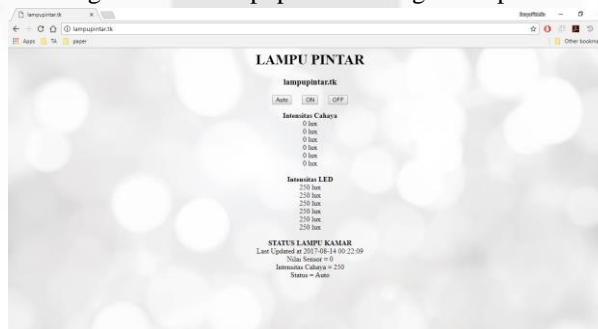 lampupintar.tk
lampupintar.tk
Apps TA paper Other bookma
LAMPU PINTAR
lampupintar.tk
Auto ON OFF
Intensitas Cahaya
0 lux
0 lux
0 lux
0 lux
0 lux
0 lux
Intensitas LED
250 lux
250 lux
250 lux
250 lux
250 lux
250 lux
STATUS LAMPU KAMAR
Last Updated at 2017-08-14 00:22:09
Nilai Sensor = 0
Intensitas Cahaya = 250
Status = Auto